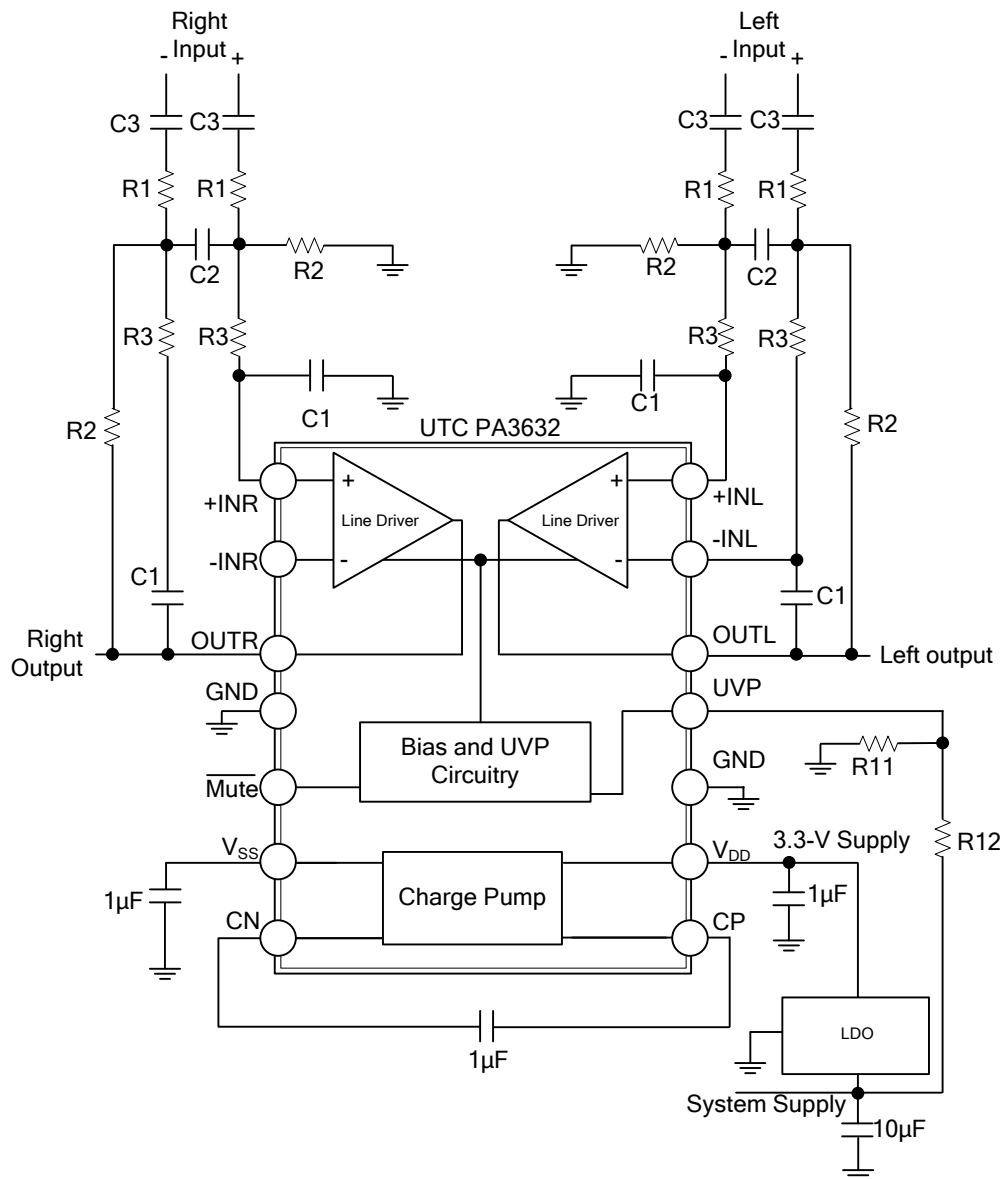 Right
Input
- +
Left
Input
- +
C3 C3
C3 C3
R1 R1
R1 R1
C2
R2
R2
C2
R3 R3
R3 R3
C1
C1
R2
R2
UTC PA3632
+INR
+
Line Driver
+
Line Driver
+INL
-INR
-
-
-INL
C1
C1
Right
Output
OUTR
OUTL
Left output
GND
UVP
Bias and UVP
Circuitry
Mute
GND
R11
R12
VSS
Charge Pump
VDD
3.3-V Supply
1µF
1µF
CN
CP
1µF
LDO
System Supply
10µF